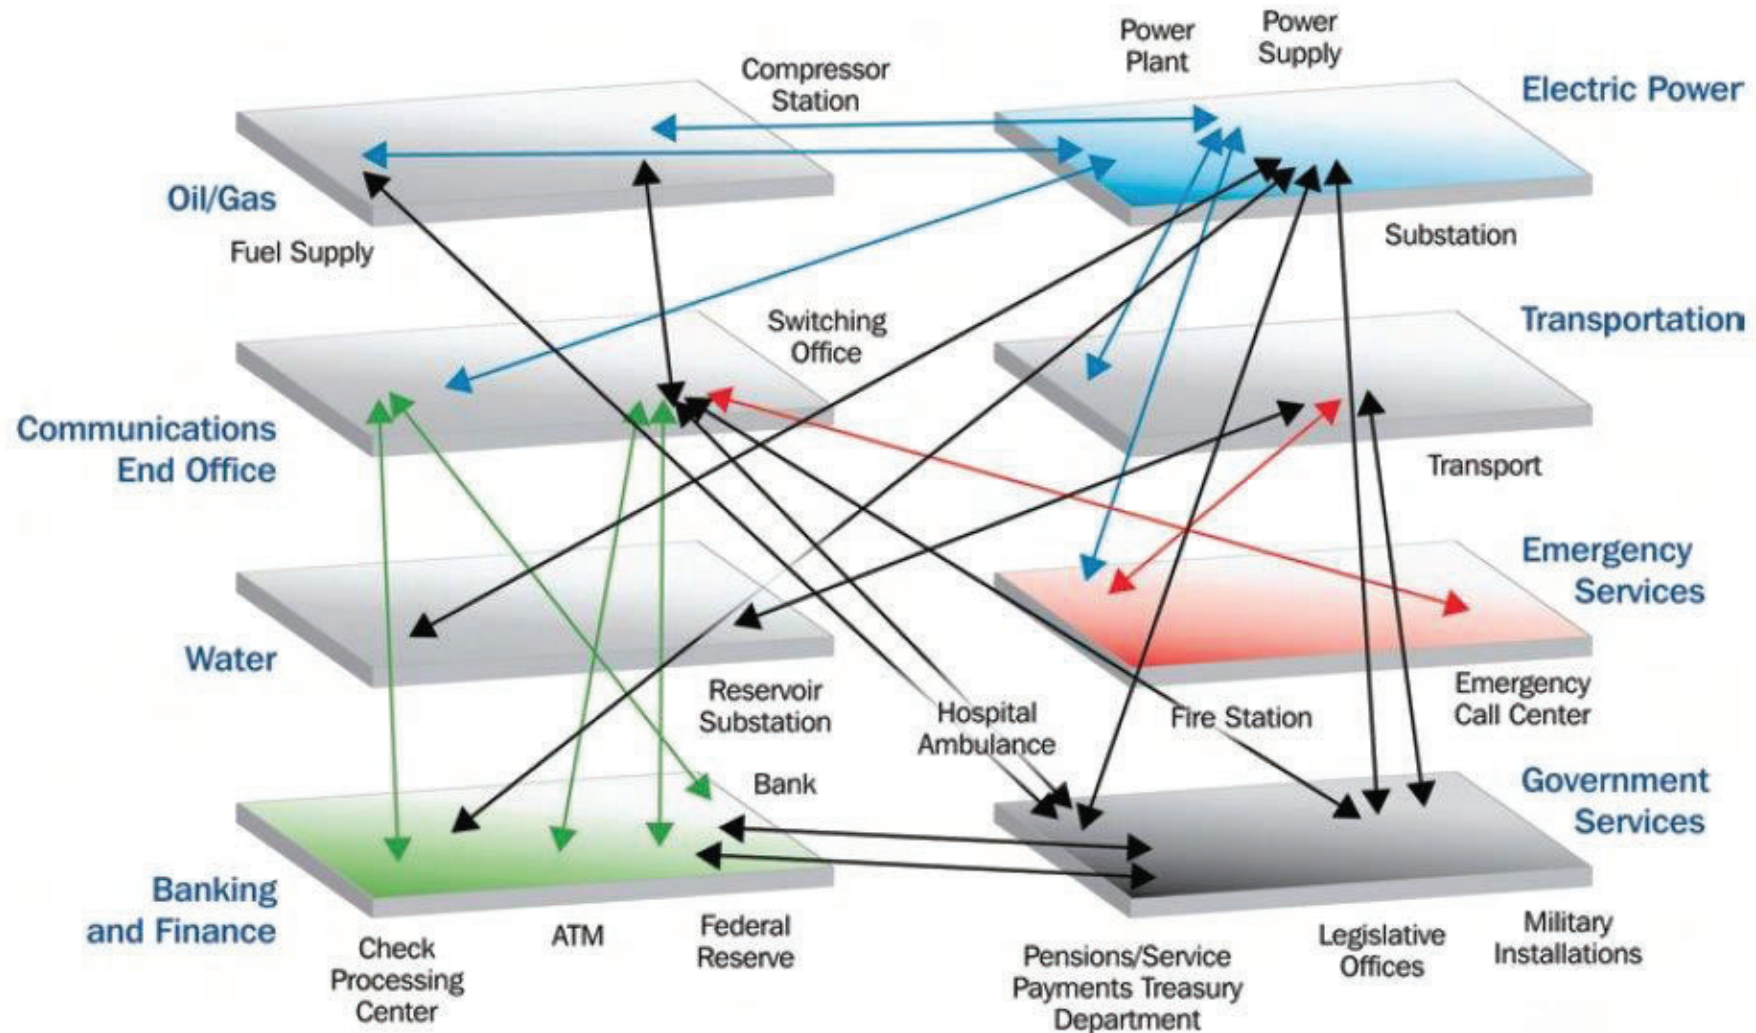 Power
Plant
Power
Supply
Compressor
Station
Electric Power
Oil/Gas
Fuel Supply
Substation
Switching
Office
Transportation
Communications
End Office
Transport
Emergency
Services
Water
Reservoir
Substation
Hospital
Ambulance
Fire Station
Emergency
Call Center
Bank
Government
Services
Banking
and Finance
Check
Processing
Center
ATM
Federal
Reserve
Pensions/Service
Payments Treasury
Department
Legislative
Offices
Military
Installations